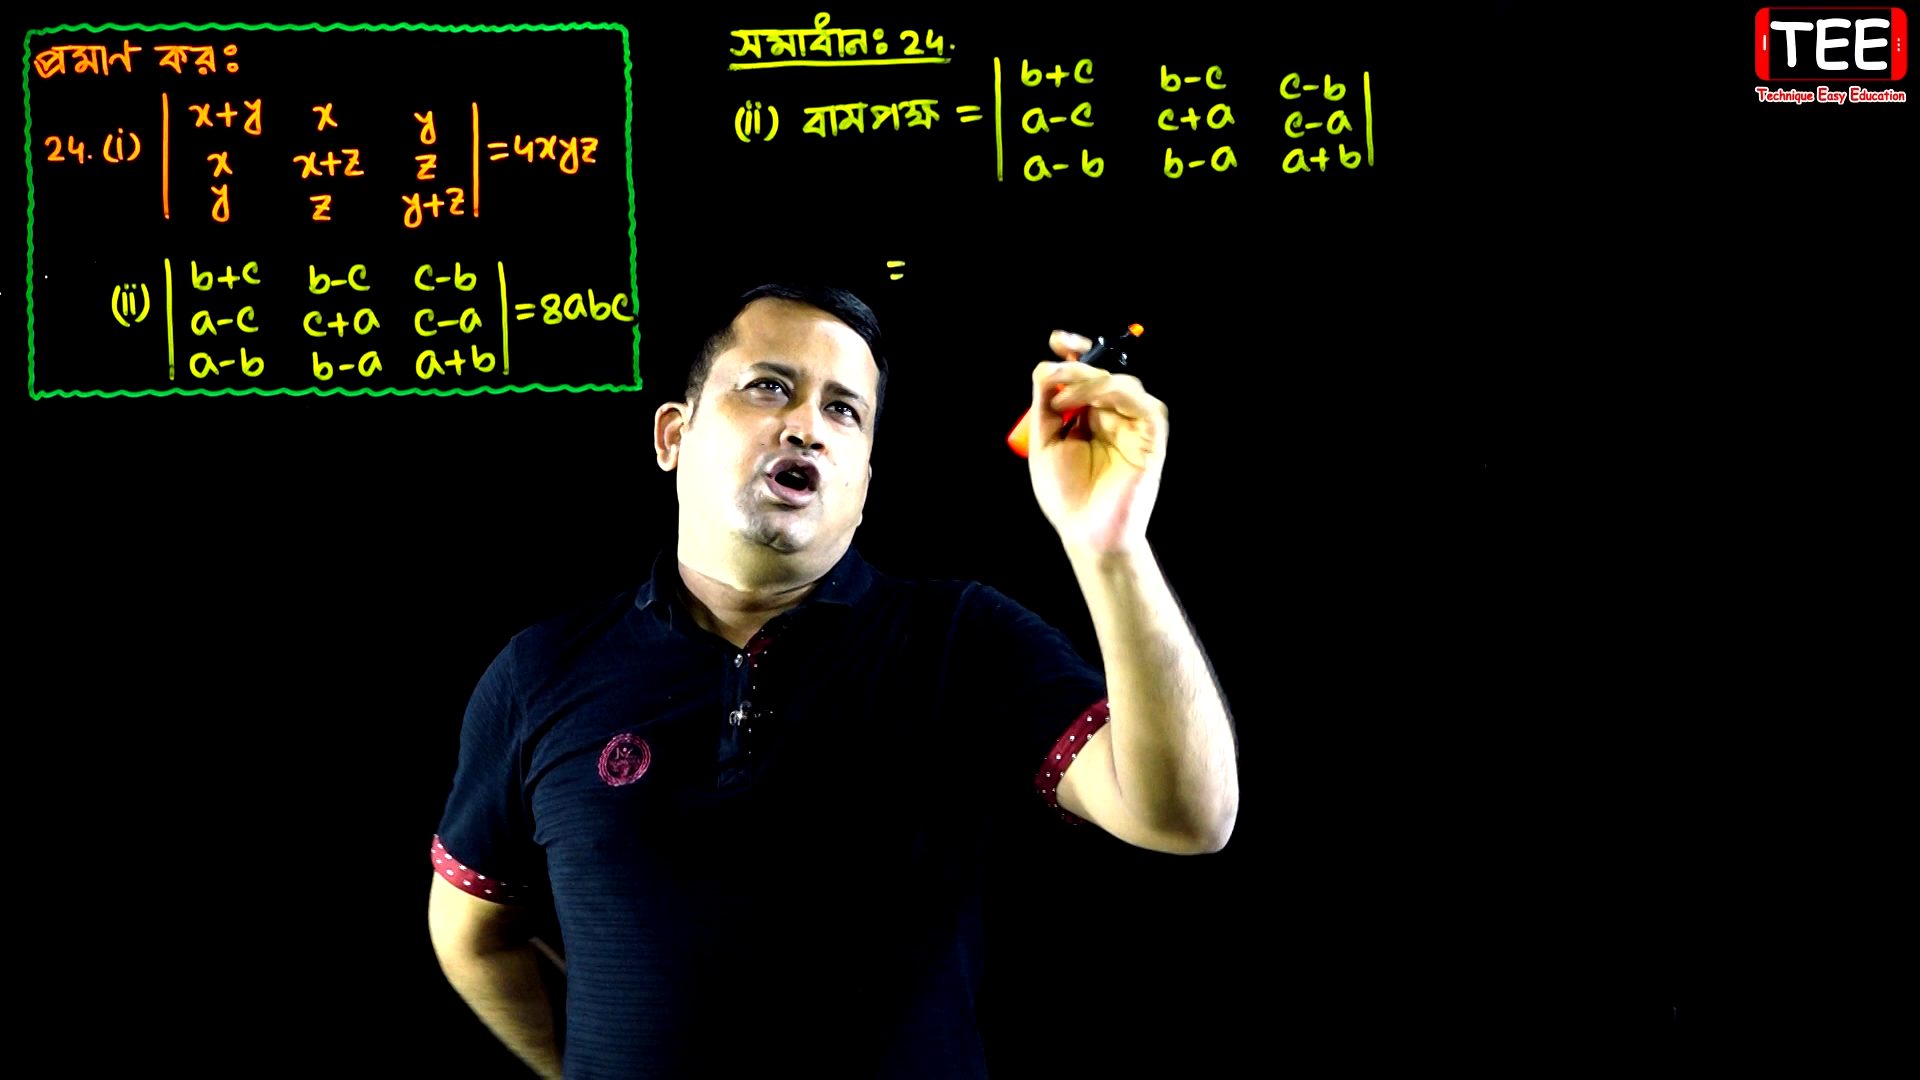 প্রমাণ কর:
24. (i) | x+y x y |
| x x+z z | = 4xyz
| y z y+z |
(ii) | b+c b-c c-b |
| a-c c+a c-a | = 8abc
| a-b b-a a+b |
সমাধান: 24.
(ii) বামপক্ষ = | b+c b-c c-b |
| a-c c+a c-a |
| a-b b-a a+b |
=
TEE
Technique Easy Education